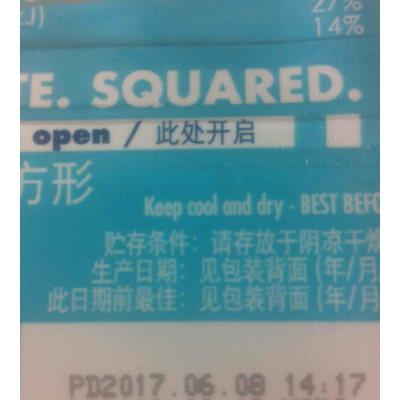 27%
14%
TE. SQUARED.
open / 此处开启
方形
Keep cool and dry - BEST BEFO
贮存条件: 请存放于阴凉干燥
生产日期: 见包装背面 (年/月
此日期前最佳: 见包装背面 (年/月
PD2017.06.08 14:17